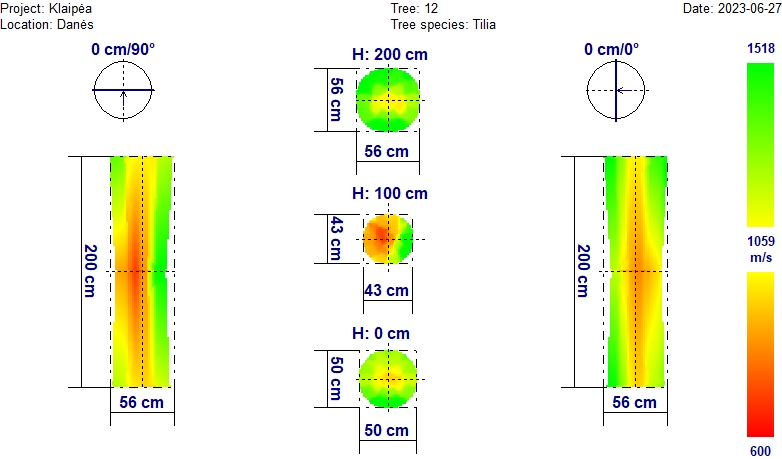 Project: Klaipėa
Tree: 12
Date: 2023-06-27
Location: Danės
Tree species: Tilia
0 cm/90°
H: 200 cm
0 cm/0°
1518
56 cm
56 cm
H: 100 cm
43 cm
200 cm
200 cm
1059
m/s
43 cm
H: 0 cm
50 cm
56 cm
56 cm
50 cm
600